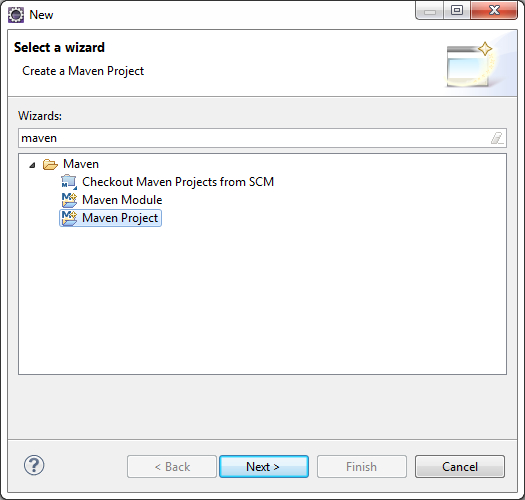 New
Select a wizard
Create a Maven Project
Wizards:
maven
Maven
Checkout Maven Projects from SCM
Maven Module
Maven Project
< Back
Next >
Finish
Cancel